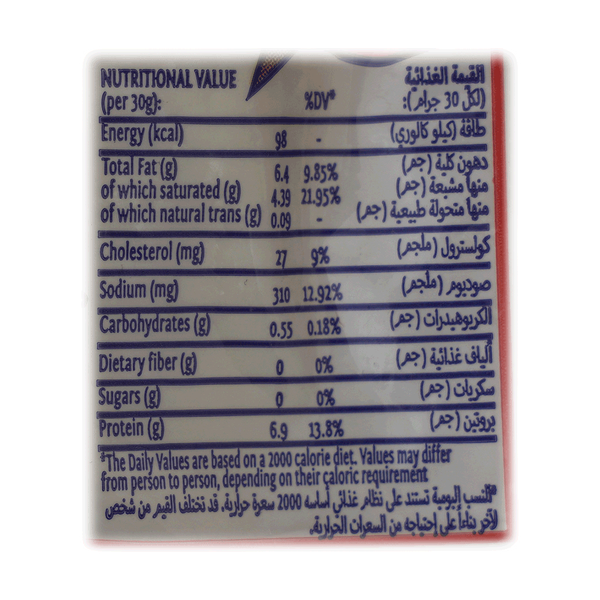 NUTRITIONAL VALUE القيمة الغذائية
(per 30g): %DV# (لكل 30 جرام):
Energy (kcal) 98 - طاقة (كيلو كالوري)
Total Fat (g) 6.4 9.85% دهون كلية (جم)
of which saturated (g) 4.39 21.95% منها مشبعة (جم)
of which natural trans (g) 0.09 - منها متحولة طبيعية (جم)
Cholesterol (mg) 27 9% كولسترول (ملجم)
Sodium (mg) 310 12.92% صوديوم (ملجم)
Carbohydrates (g) 0.55 0.18% الكربوهيدرات (جم)
Dietary fiber (g) 0 0% ألياف غذائية (جم)
Sugars (g) 0 0% سكريات (جم)
Protein (g) 6.9 13.8% بروتين (جم)
#The Daily Values are based on a 2000 calorie diet. Values may differ
from person to person, depending on their caloric requirement
#النسب اليومية تستند على نظام غذائي أساسه 2000 سعرة حرارية. قد تختلف القيم من شخص
لآخر بناءاً على إحتياجه من السعرات الحرارية.